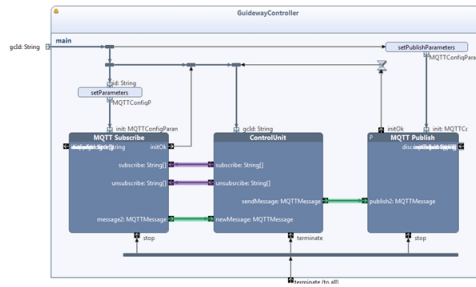 GuidewayController
main
gcId: String
setPublishParameters
MQTTConfigPara
id: String
setParameters
MQTTConfigP
init: MQTTConfigParan
gcId: String
initOk
init: MQTTCc
MQTT Subscribe
ControlUnit
P
MQTT Publish
initOk
subscribe: String[]
subscribe: String[]
unsubscribe: String[]
unsubsrcibe: String[]
sendMessage: MQTTMessage
publish2: MQTTMessage
message2: MQTTMessage
newMessage: MQTTMessage
stop
terminate
stop
terminate (to all)